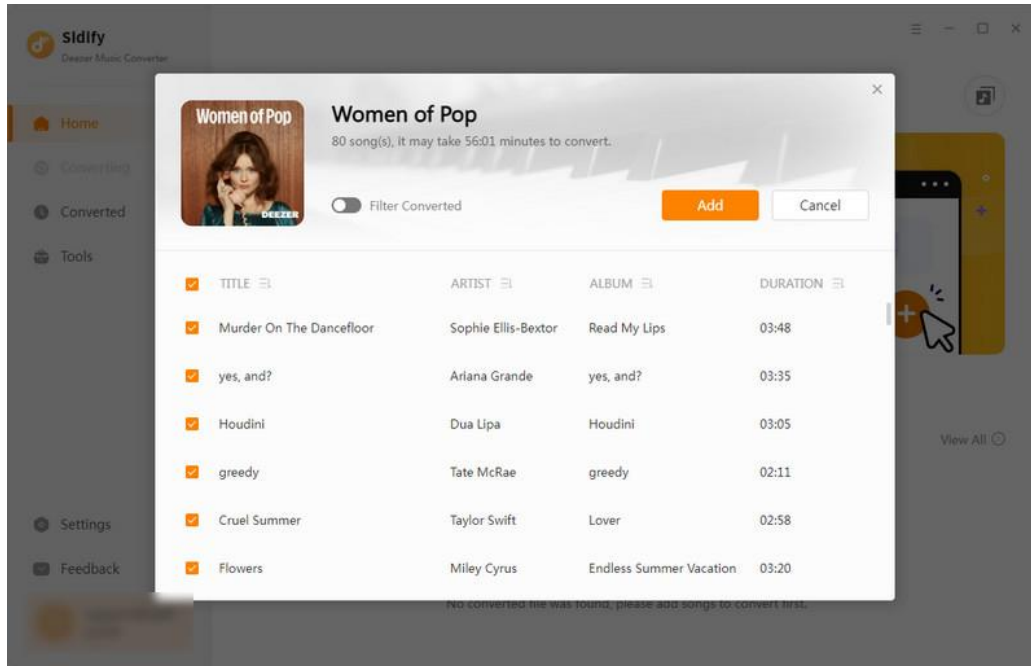 Sidify
Deezer Music Converter
Home
Converting
Converted
Tools
Settings
Feedback
Women of Pop
DEEZER
Women of Pop
80 song(s), it may take 56:01 minutes to convert.
Filter Converted
Add
Cancel
TITLE ARTIST ALBUM DURATION
Murder On The Dancefloor Sophie Ellis-Bextor Read My Lips 03:48
yes, and? Ariana Grande yes, and? 03:35
Houdini Dua Lipa Houdini 03:05
greedy Tate McRae greedy 02:11
Cruel Summer Taylor Swift Lover 02:58
Flowers Miley Cyrus Endless Summer Vacation 03:20
View All
No converted file was found, please add songs to convert first.